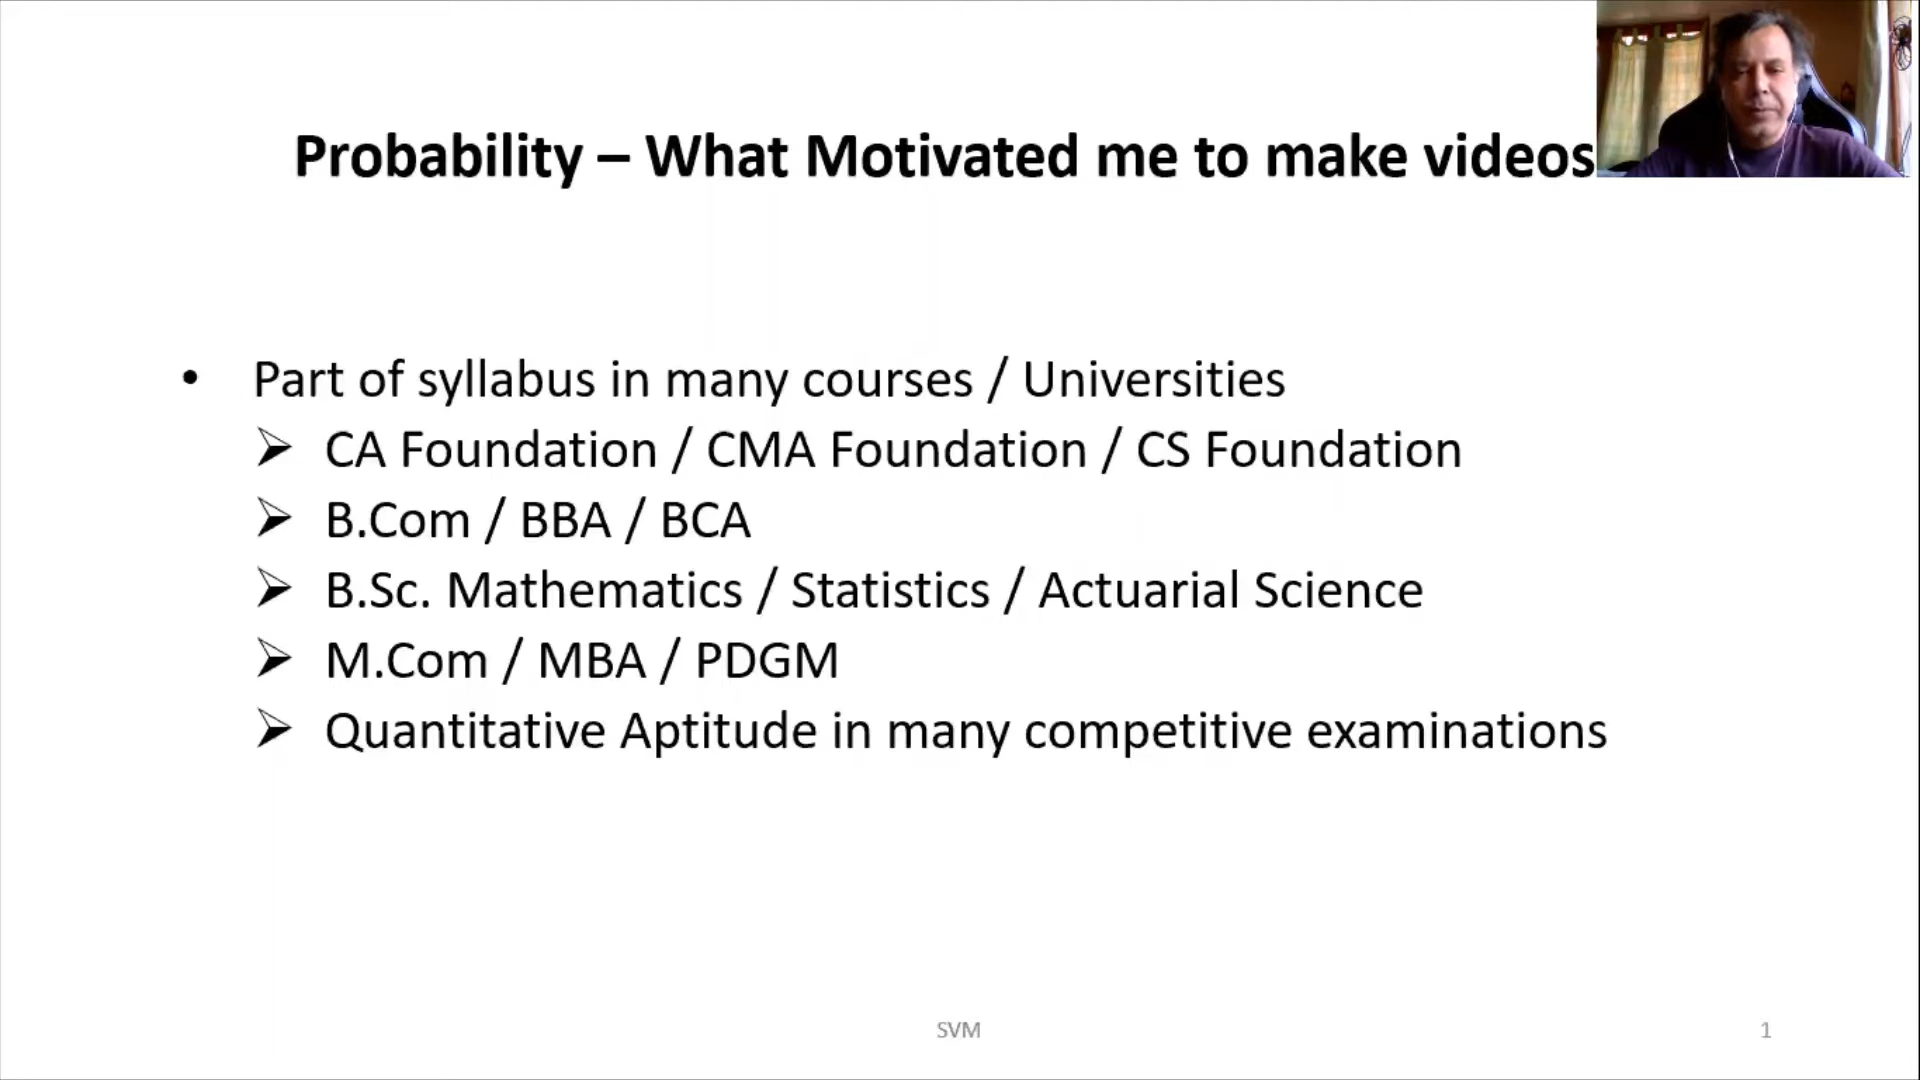 Probability – What Motivated me to make videos
• Part of syllabus in many courses / Universities
➢ CA Foundation / CMA Foundation / CS Foundation
➢ B.Com / BBA / BCA
➢ B.Sc. Mathematics / Statistics / Actuarial Science
➢ M.Com / MBA / PDGM
➢ Quantitative Aptitude in many competitive examinations
SVM
1